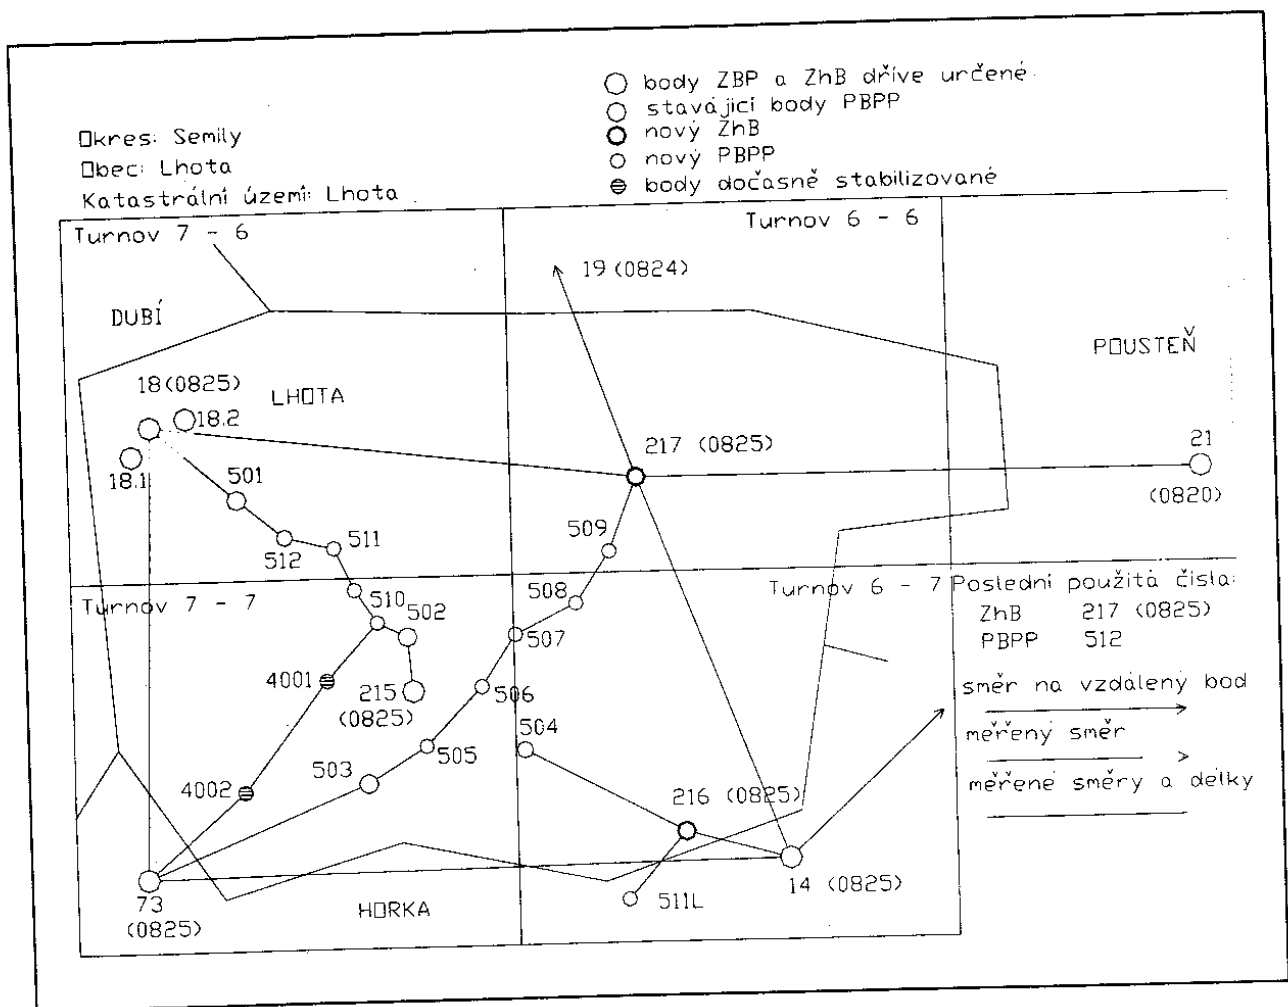 body ZBP a ZhB dříve určené
stavájicí body PBPP
nový ZhB
nový PBPP
body dočasně stabilizované
Okres: Semily
Obec: Lhota
Katastrální území: Lhota
Turnov 7 - 6
Turnov 6 - 6
19 (0824)
DUBÍ
POUSTEŇ
18(0825)
LHOTA
18.2
217 (0825)
21
18.1
501
(0820)
509
511
512
Turnov 6 - 7
Poslední použitá čísla:
Turnov 7 - 7
510
502
508
ZhB 217 (0825)
507
PBPP 512
4001
215
(0825)
506
směr na vzdálený bod
504
měřený směr
505
503
měřené směry a délky
4002
216 (0825)
14 (0825)
511L
73
(0825)
HORKA